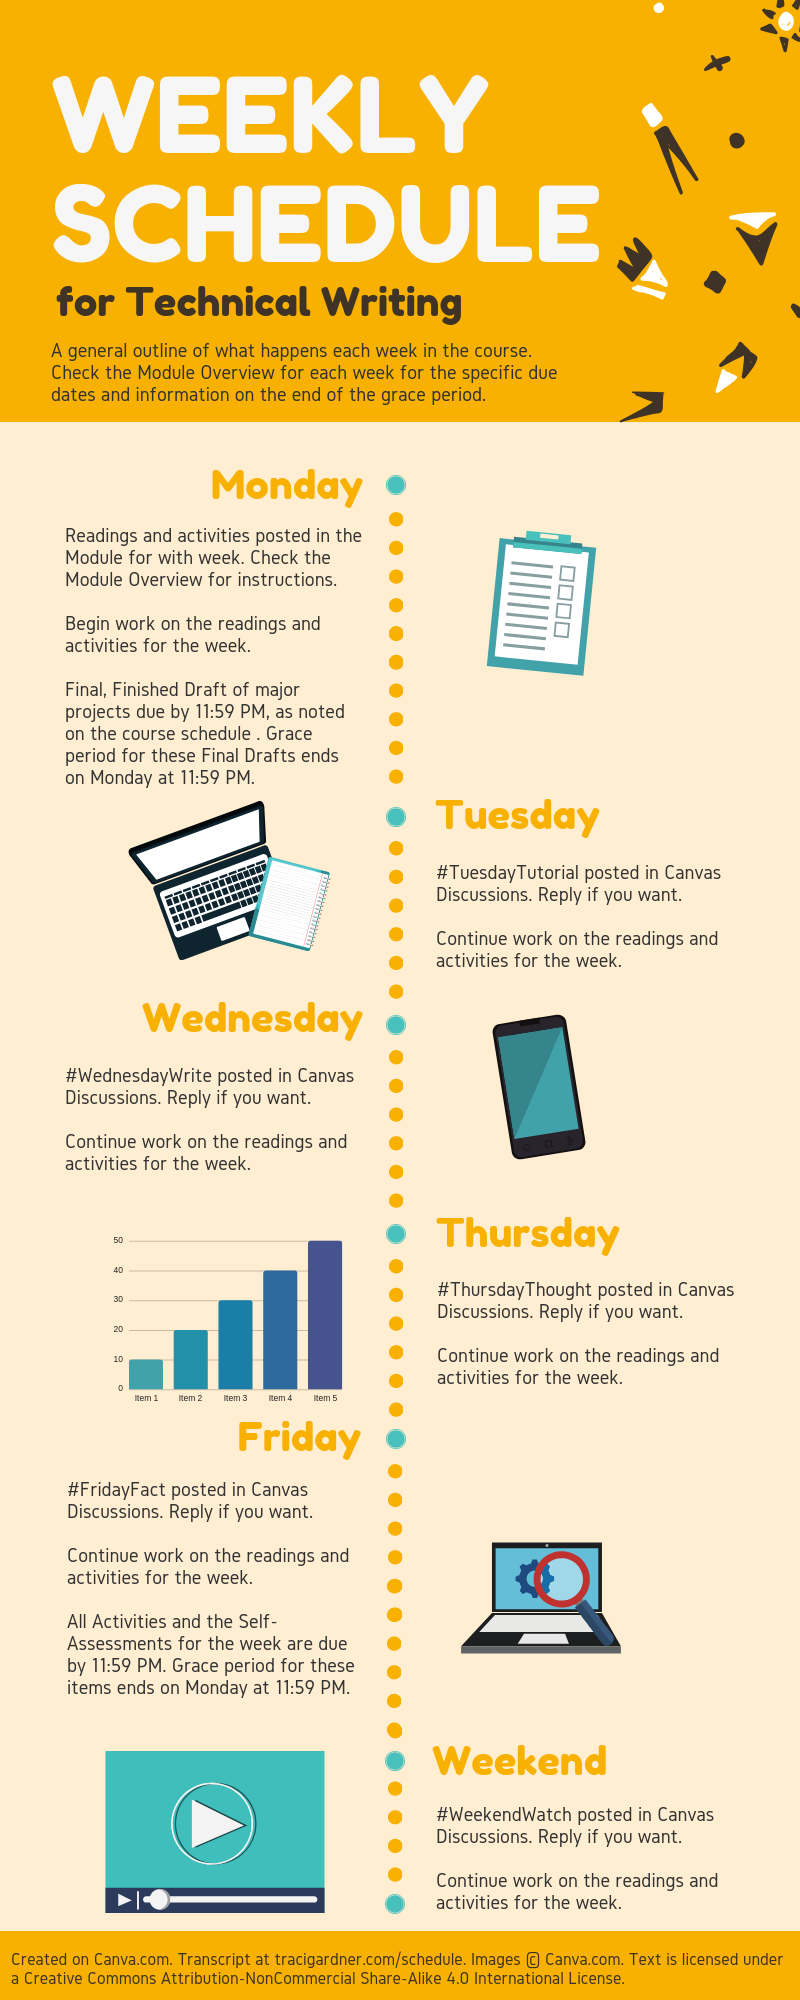 WEEKLY
SCHEDULE
for Technical Writing
A general outline of what happens each week in the course.
Check the Module Overview for each week for the specific due
dates and information on the end of the grace period.
Monday
Readings and activities posted in the
Module for with week. Check the
Module Overview for instructions.
Begin work on the readings and
activities for the week.
Final, Finished Draft of major
projects due by 11:59 PM, as noted
on the course schedule . Grace
period for these Final Drafts ends
on Monday at 11:59 PM.
Tuesday
#TuesdayTutorial posted in Canvas
Discussions. Reply if you want.
Continue work on the readings and
activities for the week.
Wednesday
#WednesdayWrite posted in Canvas
Discussions. Reply if you want.
Continue work on the readings and
activities for the week.
50
40
30
20
10
0
Item 1 Item 2 Item 3 Item 4 Item 5
Thursday
#ThursdayThought posted in Canvas
Discussions. Reply if you want.
Continue work on the readings and
activities for the week.
Friday
#FridayFact posted in Canvas
Discussions. Reply if you want.
Continue work on the readings and
activities for the week.
All Activities and the Self-
Assessments for the week are due
by 11:59 PM. Grace period for these
items ends on Monday at 11:59 PM.
Weekend
#WeekendWatch posted in Canvas
Discussions. Reply if you want.
Continue work on the readings and
activities for the week.
Created on Canva.com. Transcript at tracigardner.com/schedule. Images © Canva.com. Text is licensed under
a Creative Commons Attribution-NonCommercial Share-Alike 4.0 International License.